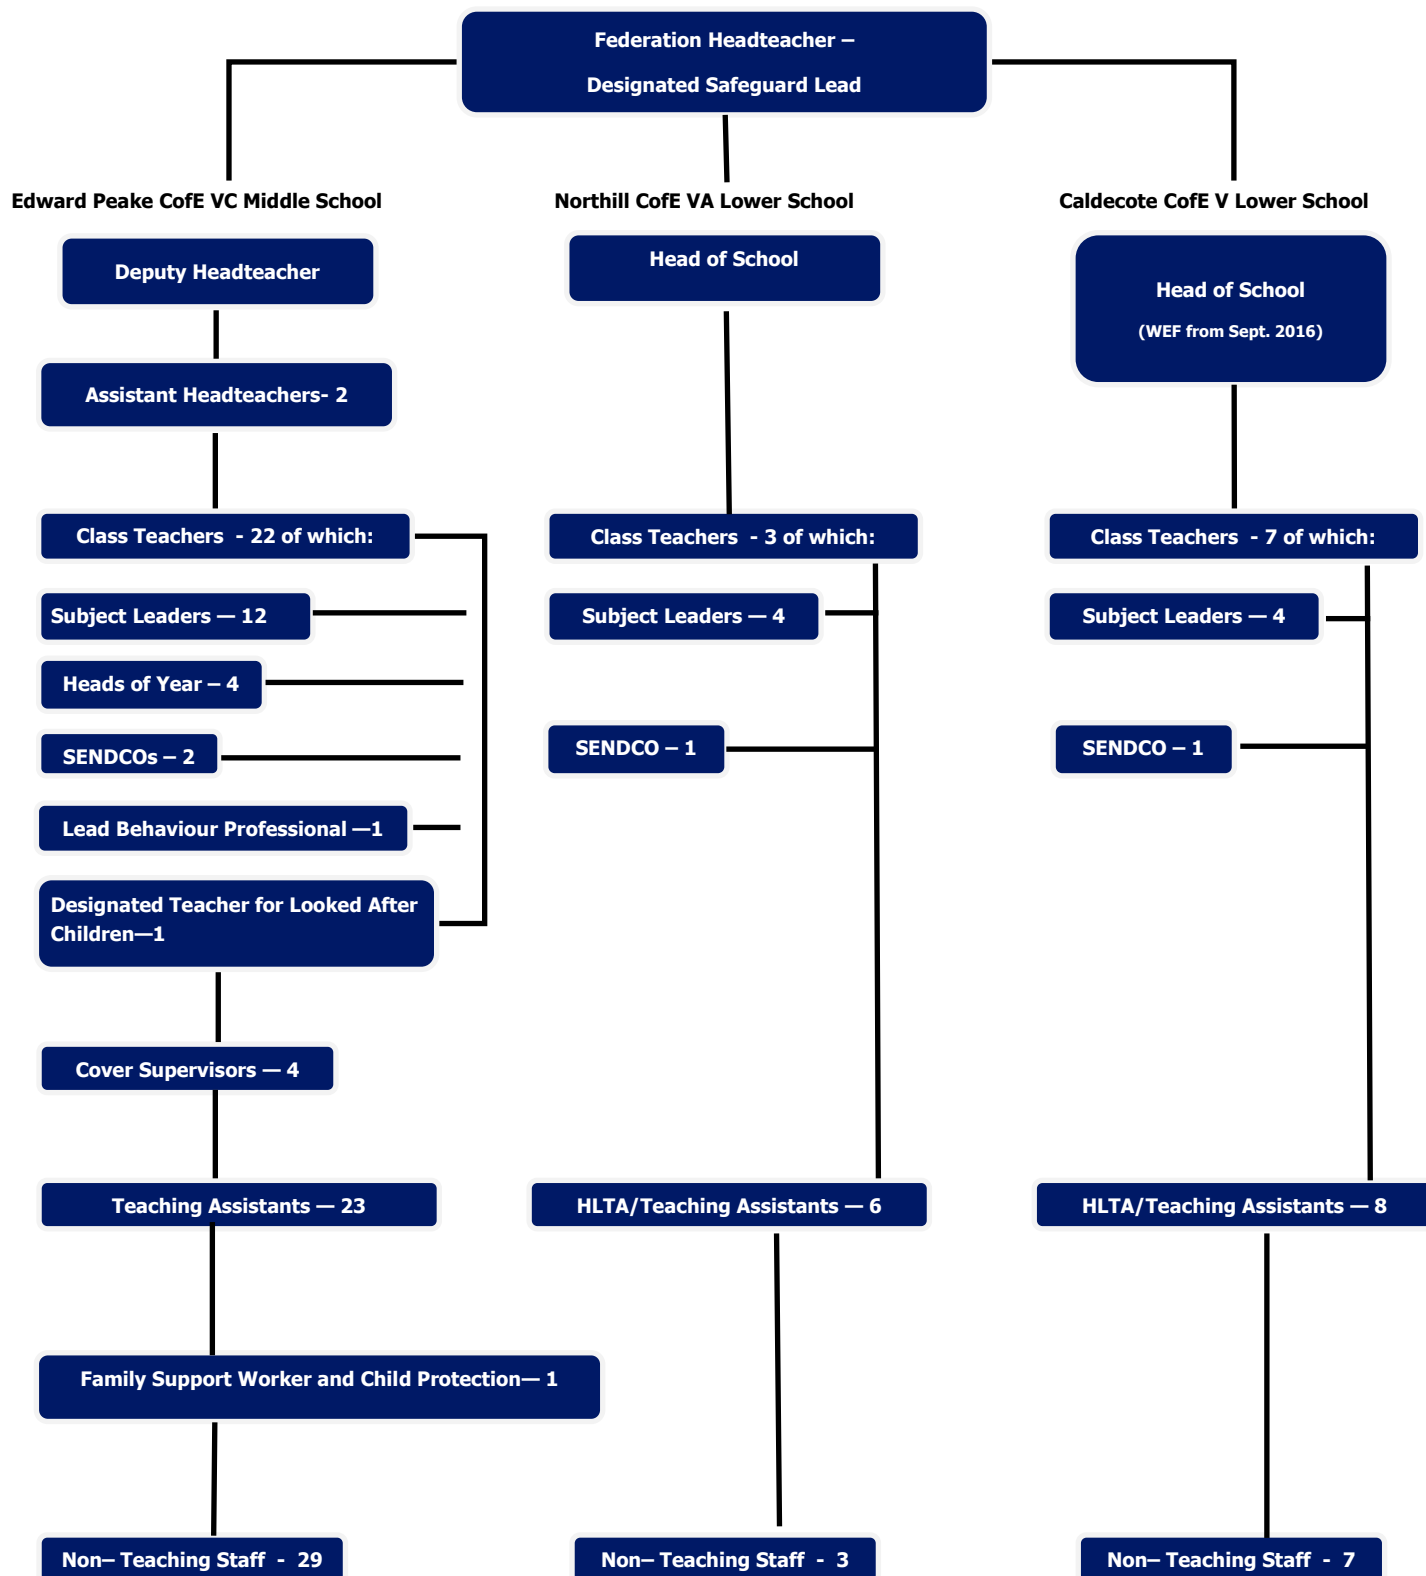 Federation Headteacher –
Designated Safeguard Lead
Edward Peake CofE VC Middle School
Northill CofE VA Lower School
Caldecote CofE V Lower School
Deputy Headteacher
Head of School
Head of School
(WEF from Sept. 2016)
Assistant Headteachers- 2
Class Teachers  - 22 of which:
Class Teachers  - 3 of which:
Class Teachers  - 7 of which:
Subject Leaders — 12
Subject Leaders — 4
Subject Leaders — 4
Heads of Year – 4
SENDCOs – 2
SENDCO – 1
SENDCO – 1
Lead Behaviour Professional —1
Designated Teacher for Looked After
Children—1
Cover Supervisors — 4
Teaching Assistants — 23
HLTA/Teaching Assistants — 6
HLTA/Teaching Assistants — 8
Family Support Worker and Child Protection— 1
Non– Teaching Staff  -  29
Non– Teaching Staff  -  3
Non– Teaching Staff  -  7